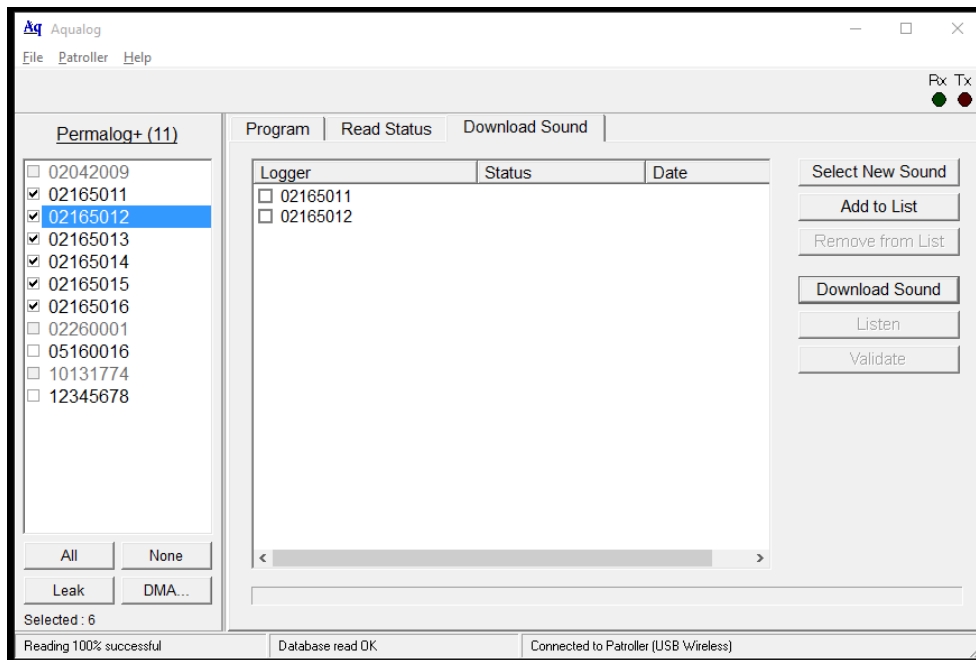 Aq Aqualog
File Patroller Help
Rx Tx
Permalog+ (11)
Program Read Status Download Sound
02042009
02165011
02165012
02165013
02165014
02165015
02165016
02260001
05160016
10131774
12345678
Logger Status Date
02165011
02165012
Select New Sound
Add to List
Remove from List
Download Sound
Listen
Validate
All None
Leak DMA...
Selected : 6
Reading 100% successful Database read OK Connected to Patroller (USB Wireless)